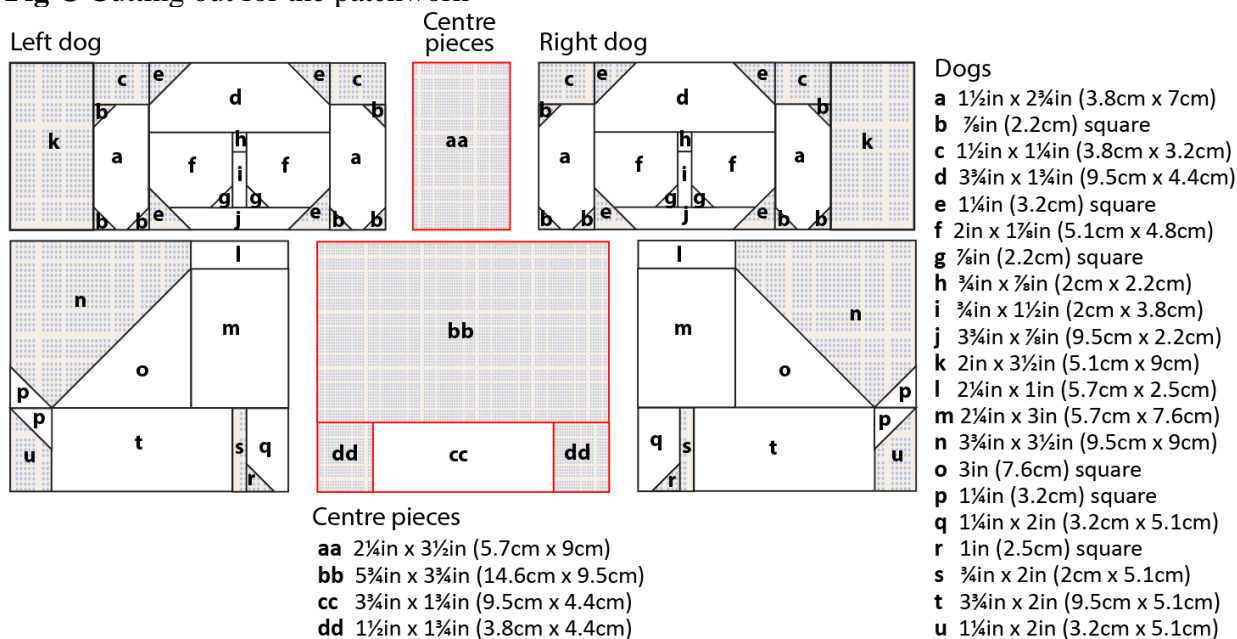 Fig C Cutting out for the patchwork
Left dog
Centre
pieces
Right dog
c e e c
b d b
k a h a
f i f
g g
b b e j e b b
aa
c e e c
b d b
a h a k
f i f
g g
b b e j e b b
n l
m
o
p
p
u t s q
r
bb
dd cc dd
l n
m
o
p
p
q s t u
r
Centre pieces
aa 2¼in x 3½in (5.7cm x 9cm)
bb 5¾in x 3¾in (14.6cm x 9.5cm)
cc 3¾in x 1¾in (9.5cm x 4.4cm)
dd 1½in x 1¾in (3.8cm x 4.4cm)
Dogs
a 1½in x 2¾in (3.8cm x 7cm)
b ⅞in (2.2cm) square
c 1½in x 1¼in (3.8cm x 3.2cm)
d 3¾in x 1¾in (9.5cm x 4.4cm)
e 1¼in (3.2cm) square
f 2in x 1⅞in (5.1cm x 4.8cm)
g ⅞in (2.2cm) square
h ¾in x ⅞in (2cm x 2.2cm)
i ¾in x 1½in (2cm x 3.8cm)
j 3¾in x ⅞in (9.5cm x 2.2cm)
k 2in x 3½in (5.1cm x 9cm)
l 2¼in x 1in (5.7cm x 2.5cm)
m 2¼in x 3in (5.7cm x 7.6cm)
n 3¾in x 3½in (9.5cm x 9cm)
o 3in (7.6cm) square
p 1¼in (3.2cm) square
q 1¼in x 2in (3.2cm x 5.1cm)
r 1in (2.5cm) square
s ¾in x 2in (2cm x 5.1cm)
t 3¾in x 2in (9.5cm x 5.1cm)
u 1¼in x 2in (3.2cm x 5.1cm)